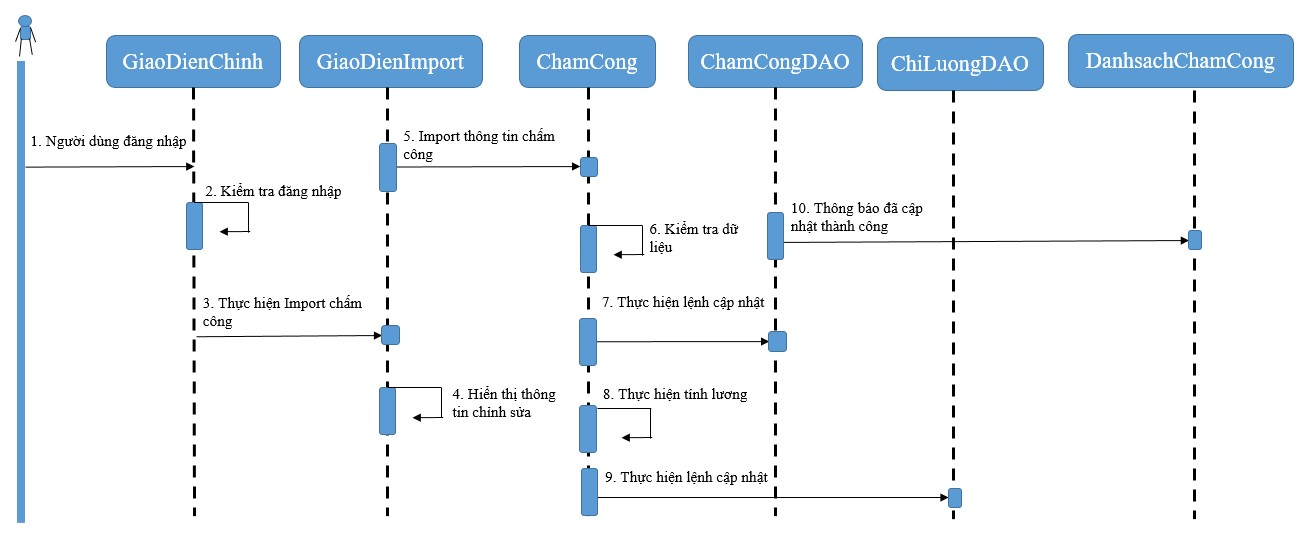 GiaoDienChinh
GiaoDienImport
ChamCong
ChamCongDAO
ChiLuongDAO
DanhsachChamCong
1. Người dùng đăng nhập
5. Import thông tin chấm
công
2. Kiểm tra đăng nhập
10. Thông báo đã cập
nhật thành công
6. Kiểm tra dữ
liệu
3. Thực hiện Import chấm
công
7. Thực hiện lệnh cập nhật
4. Hiển thị thông
tin chỉnh sửa
8. Thực hiện tính lương
9. Thực hiện lệnh cập nhật